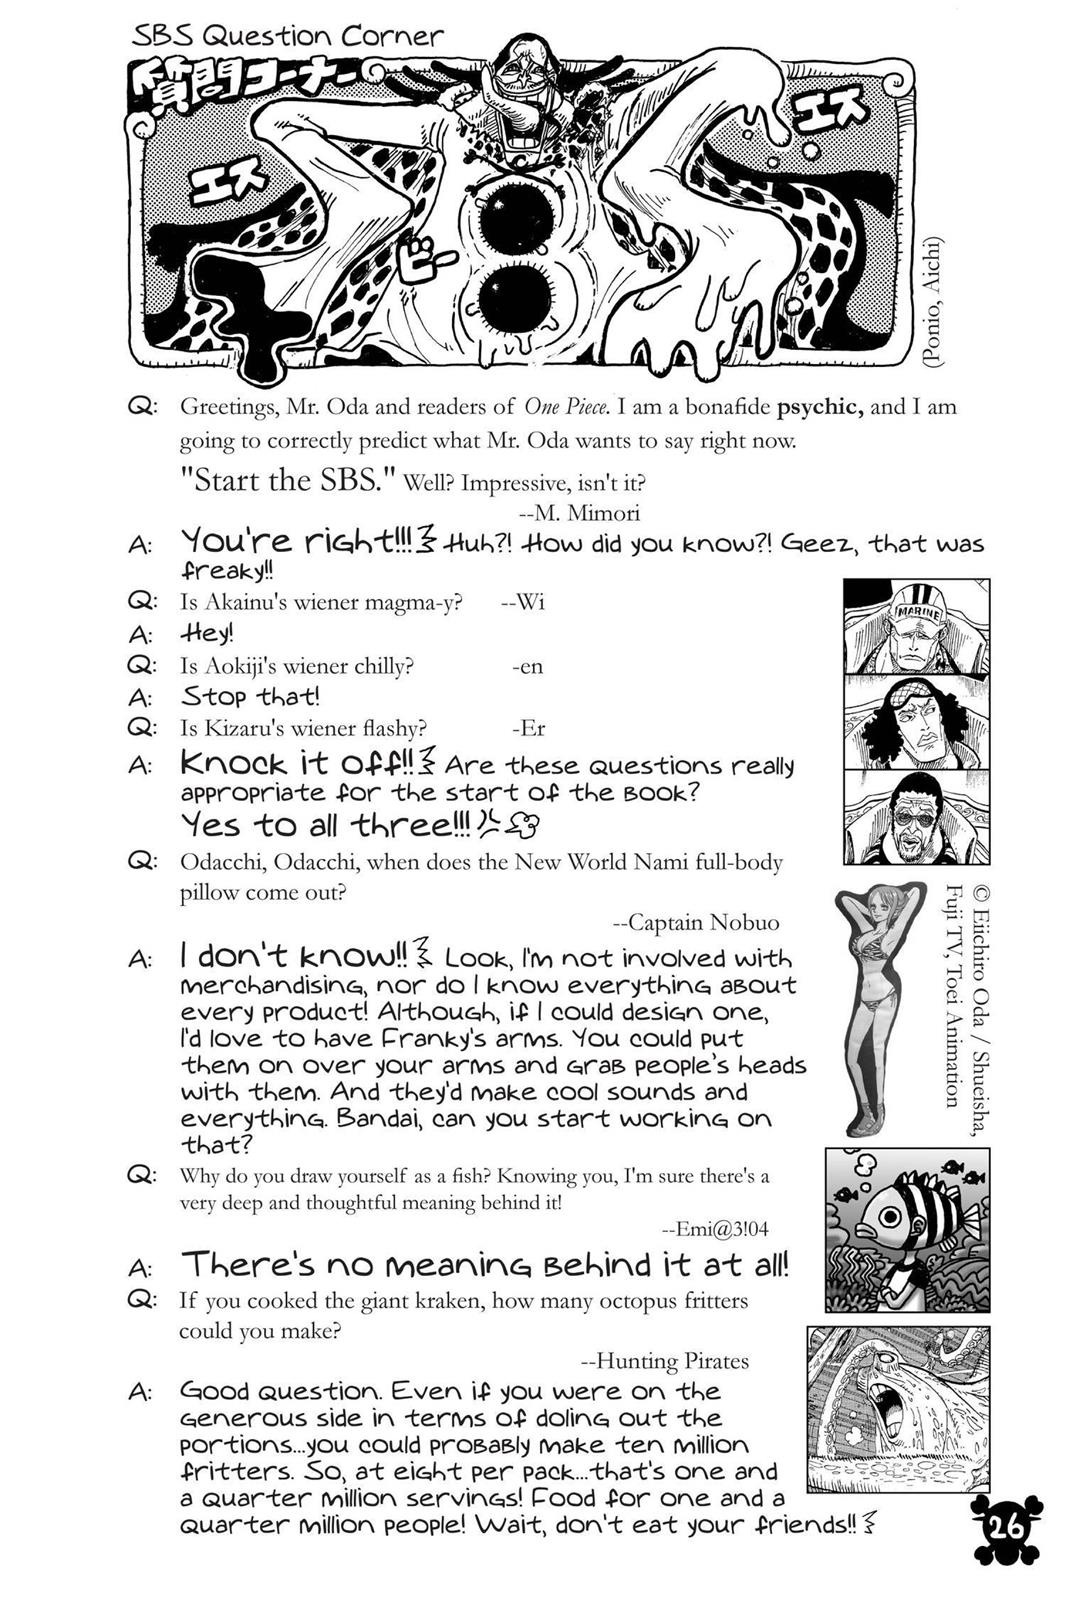 SBS Question Corner
質問コーナー
エス
エス
ビー
(Ponio, Aichi)
Q: Greetings, Mr. Oda and readers of One Piece. I am a bonafide psychic, and I am
going to correctly predict what Mr. Oda wants to say right now.
"Start the SBS." Well? Impressive, isn't it?
--M. Mimori
A: You're right!!! Huh?! How did you know?! Geez, that was
freaky!!
Q: Is Akainu's wiener magma-y? --Wi
A: Hey!
Q: Is Aokiji's wiener chilly? -en
A: Stop that!
Q: Is Kizaru's wiener flashy? -Er
A: Knock it off!! Are these questions really
appropriate for the start of the book?
Yes to all three!!!
MARINE
Q: Odacchi, Odacchi, when does the New World Nami full-body
pillow come out?
--Captain Nobuo
A: I don't know!! Look, I'm not involved with
merchandising, nor do I know everything about
every product! Although, if I could design one,
I'd love to have Franky's arms. You could put
them on over your arms and grab people's heads
with them. And they'd make cool sounds and
everything. Bandai, can you start working on
that?
© Eiichiro Oda / Shueisha,
Fuji TV, Toei Animation
Q: Why do you draw yourself as a fish? Knowing you, I'm sure there's a
very deep and thoughtful meaning behind it!
--Emi@3!04
A: There's no meaning behind it at all!
Q: If you cooked the giant kraken, how many octopus fritters
could you make?
--Hunting Pirates
A: Good question. Even if you were on the
generous side in terms of doling out the
portions...you could probably make ten million
fritters. So, at eight per pack...that's one and
a quarter million servings! Food for one and a
quarter million people! Wait, don't eat your friends!!
26